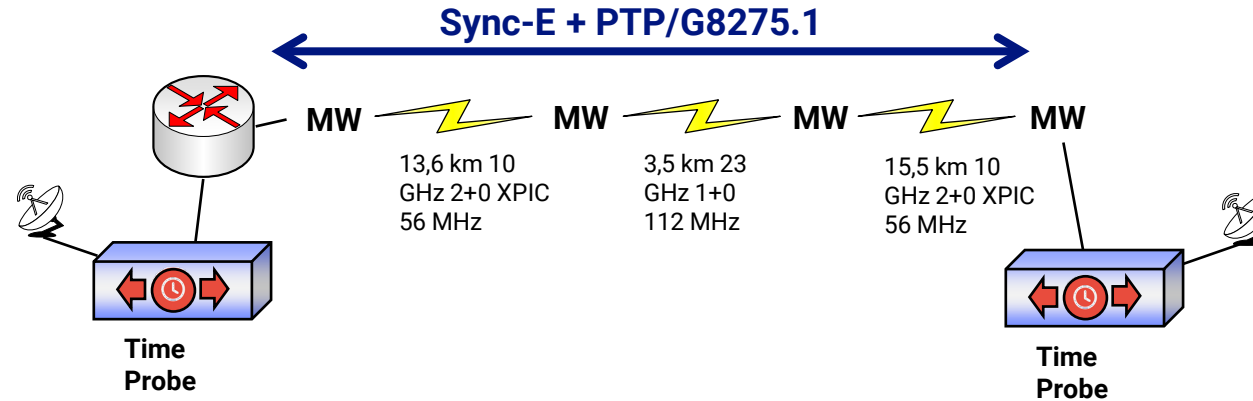 Sync-E + PTP/G8275.1
MW
MW
MW
MW
13,6 km 10
GHz 2+0 XPIC
56 MHz
3,5 km 23
GHz 1+0
112 MHz
15,5 km 10
GHz 2+0 XPIC
56 MHz
Time
Probe
Time
Probe